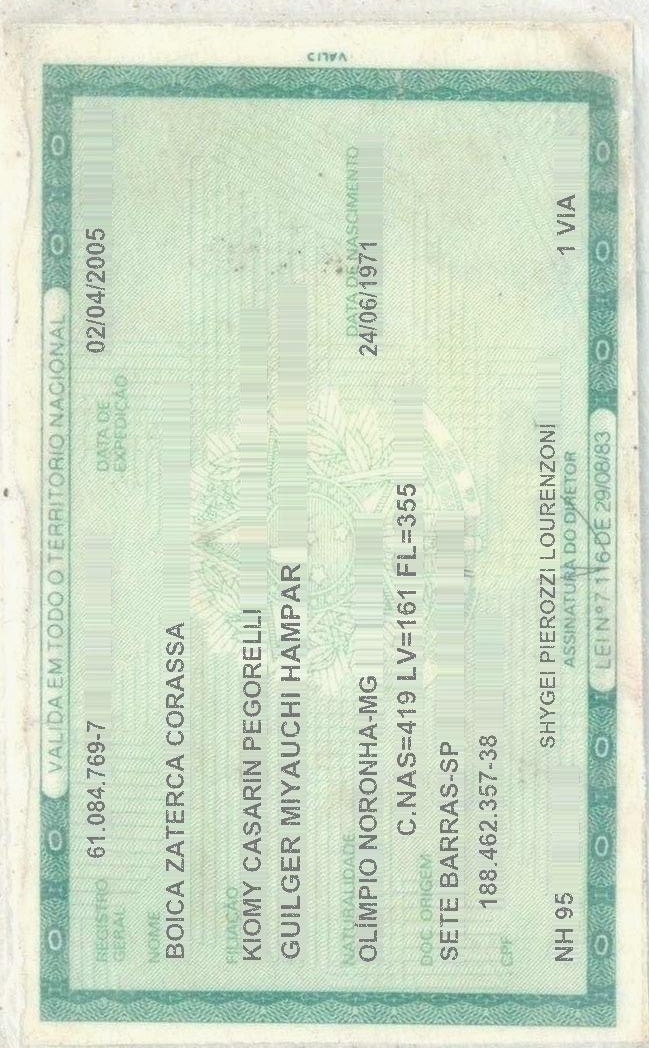 VÁLIDA EM TODO O TERRITÓRIO NACIONAL
REGISTRO GERAL 61.084.769-7 DATA DE EXPEDIÇÃO 02/04/2005
NOME
BOICA ZATERCA CORASSA
FILIAÇÃO
KIOMY CASARIN PEGORELLI
GUILGER MIYAUCHI HAMPAR
NATURALIDADE DATA DE NASCIMENTO
OLÍMPIO NORONHA-MG 24/06/1971
DOC ORIGEM C.NAS=419 LV=161 FL=355
SETE BARRAS-SP
CPF 188.462.357-38
NH 95 SHYGEI PIEROZZI LOURENZONI 1 VIA
ASSINATURA DO DIRETOR
LEI Nº 7 116 DE 29/08/83